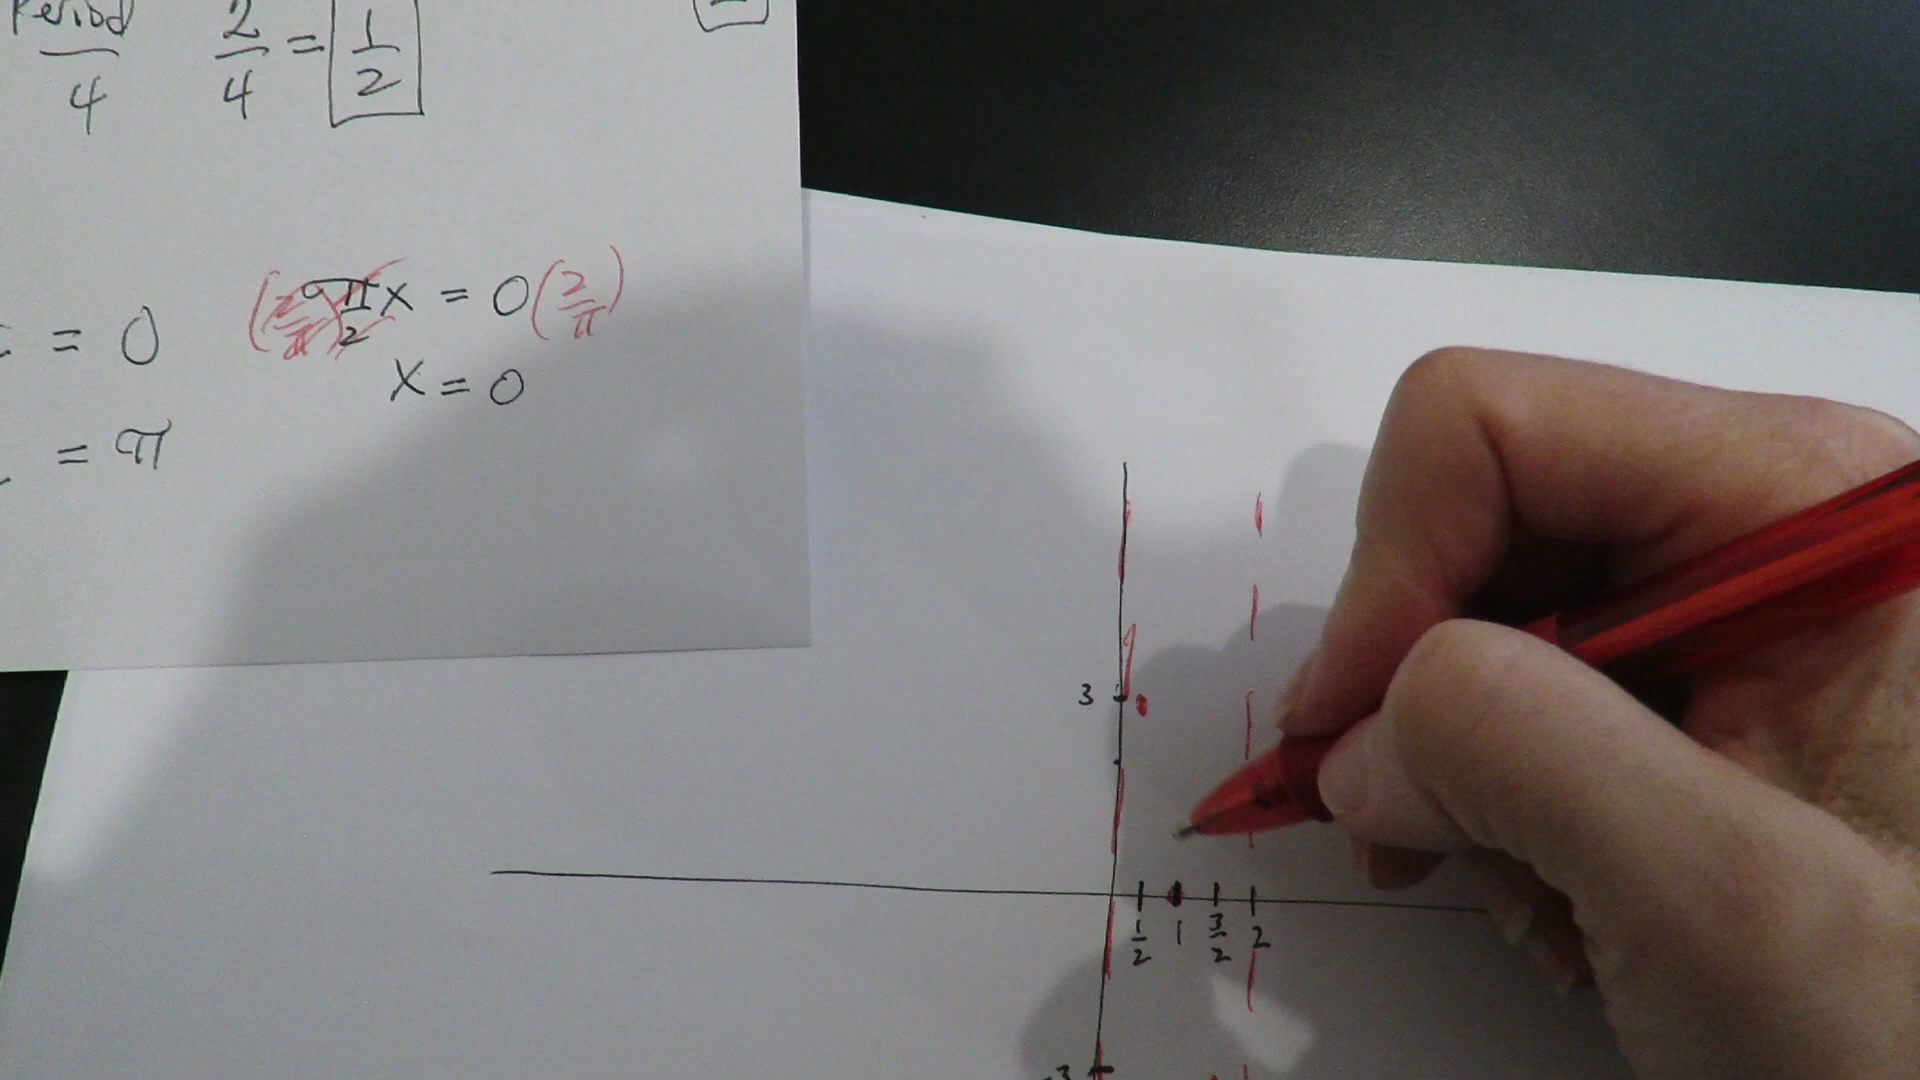 Period/4 2/4 = 1/2
(2/π) π/2 x = 0 (2/π)
= 0
x = 0
= π
3
1/2 1 3/2 2
-3